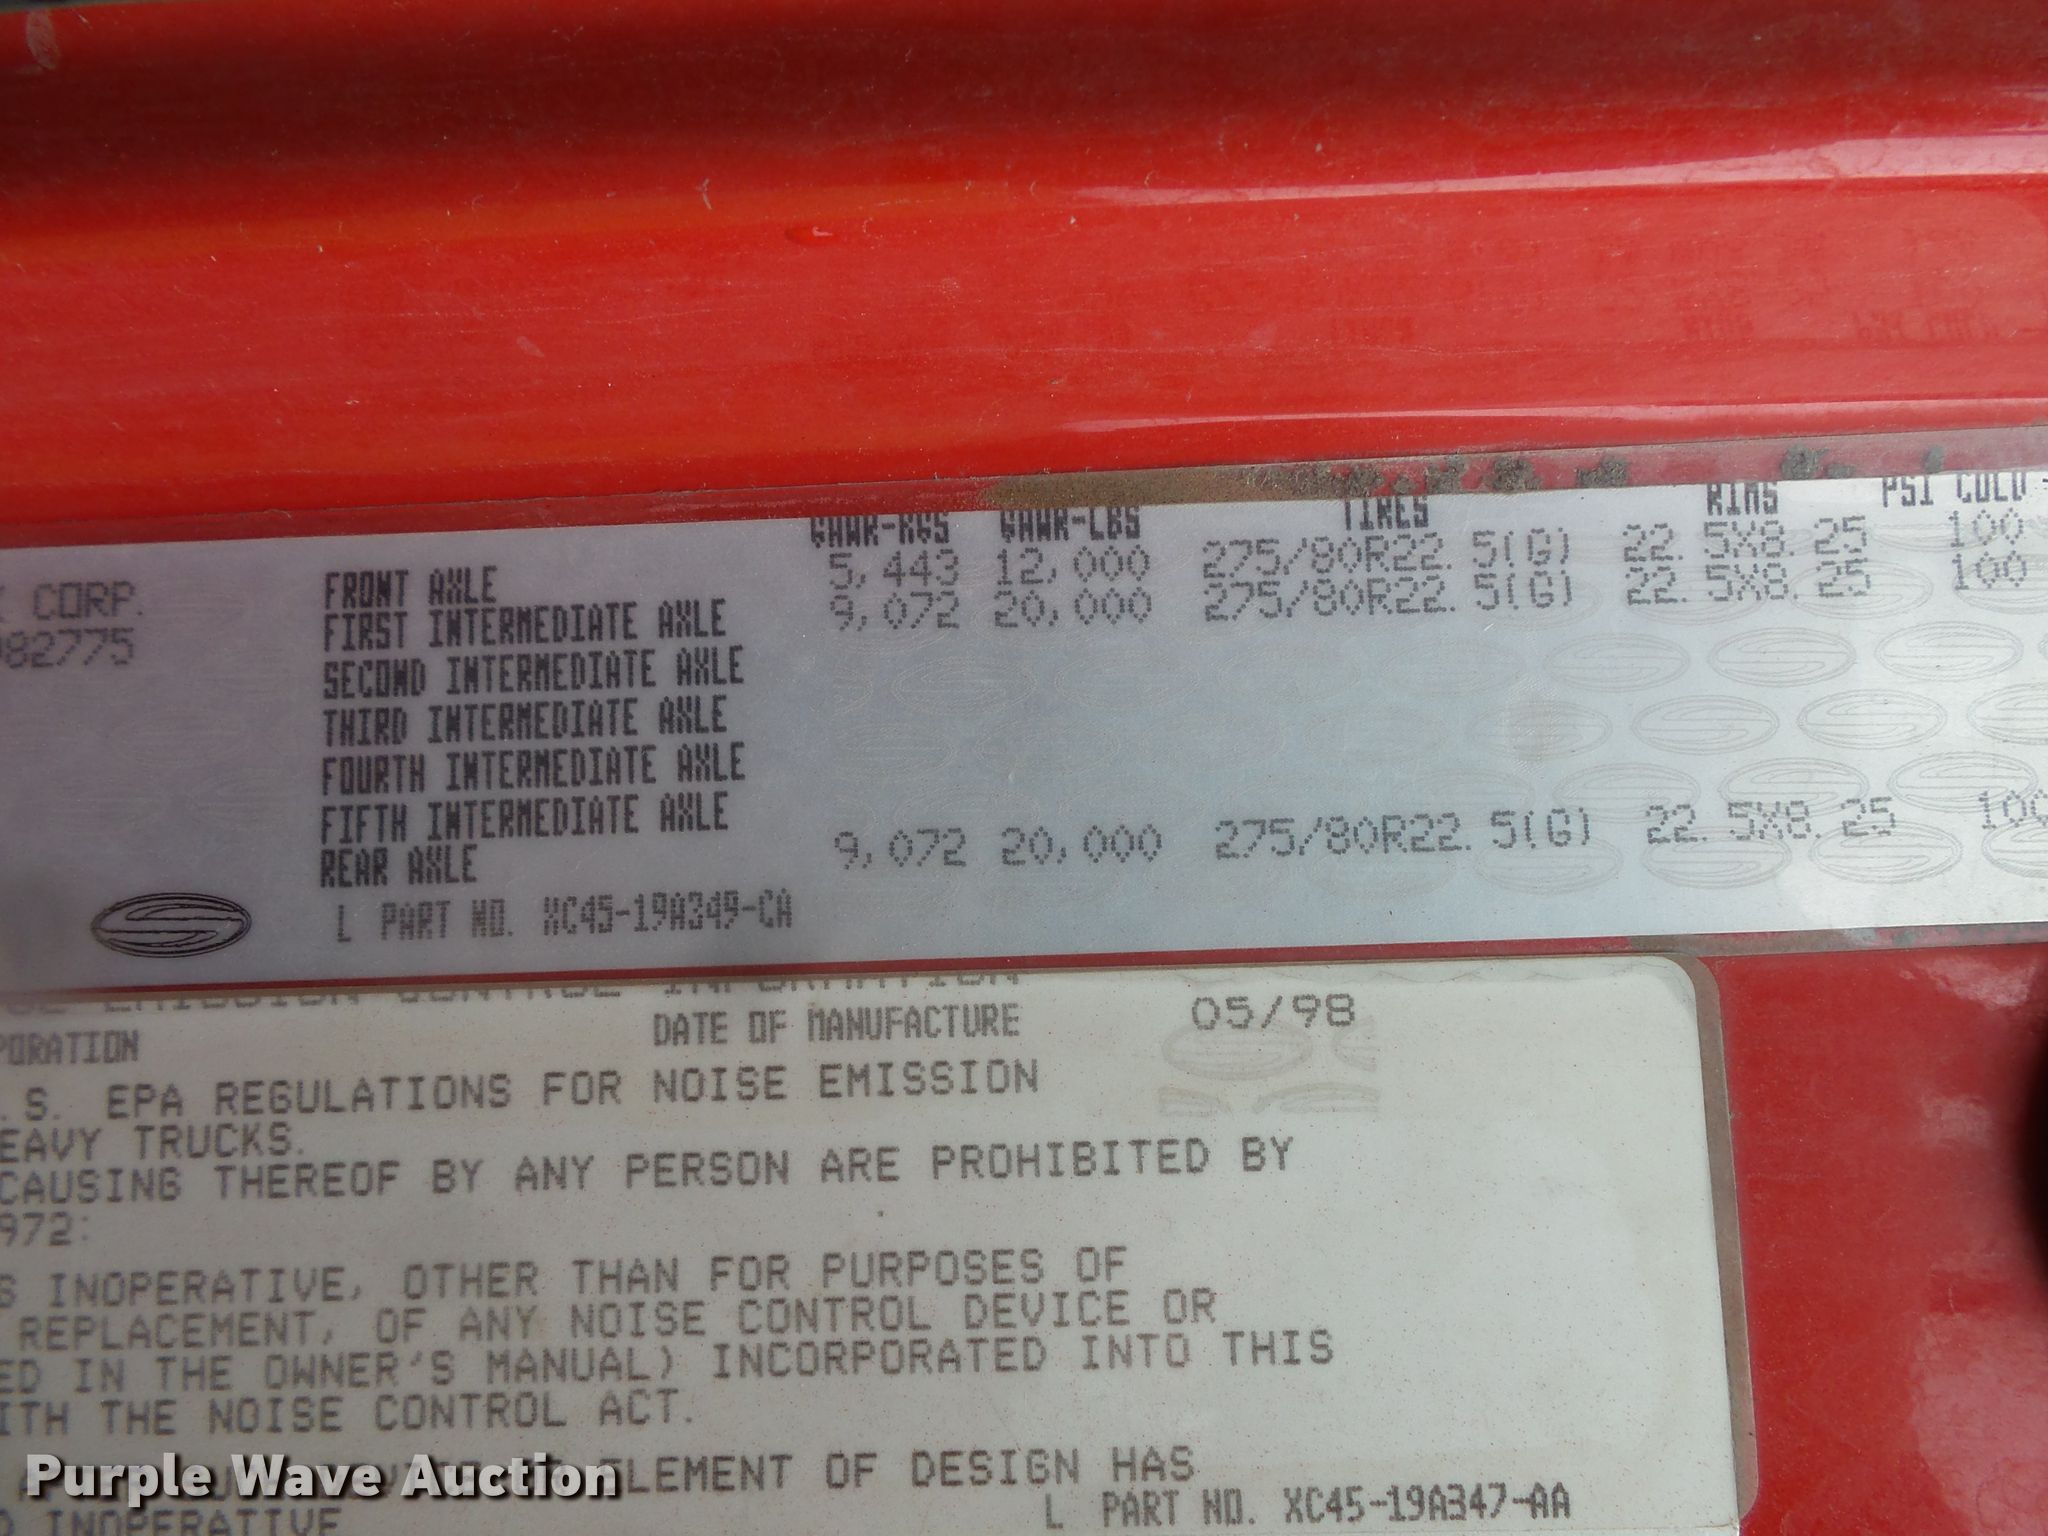 GAWR-KGS GAWR-LBS TIRES RIMS PSI COLD
CORP.
82775
FRONT AXLE 5,443 12,000 275/80R22.5(G) 22.5X8.25 100
FIRST INTERMEDIATE AXLE 9,072 20,000 275/80R22.5(G) 22.5X8.25 100
SECOND INTERMEDIATE AXLE
THIRD INTERMEDIATE AXLE
FOURTH INTERMEDIATE AXLE
FIFTH INTERMEDIATE AXLE
REAR AXLE 9,072 20,000 275/80R22.5(G) 22.5X8.25 100
L PART NO. XC45-19A349-CA
EMISSION CONTROL INFORMATION
PORATION DATE OF MANUFACTURE 05/98
.S. EPA REGULATIONS FOR NOISE EMISSION
EAVY TRUCKS.
CAUSING THEREOF BY ANY PERSON ARE PROHIBITED BY
972:
S INOPERATIVE, OTHER THAN FOR PURPOSES OF
REPLACEMENT, OF ANY NOISE CONTROL DEVICE OR
ED IN THE OWNER'S MANUAL) INCORPORATED INTO THIS
ITH THE NOISE CONTROL ACT.
ELEMENT OF DESIGN HAS
INOPERATIVE
L PART NO. XC45-19A347-AA
Purple Wave Auction